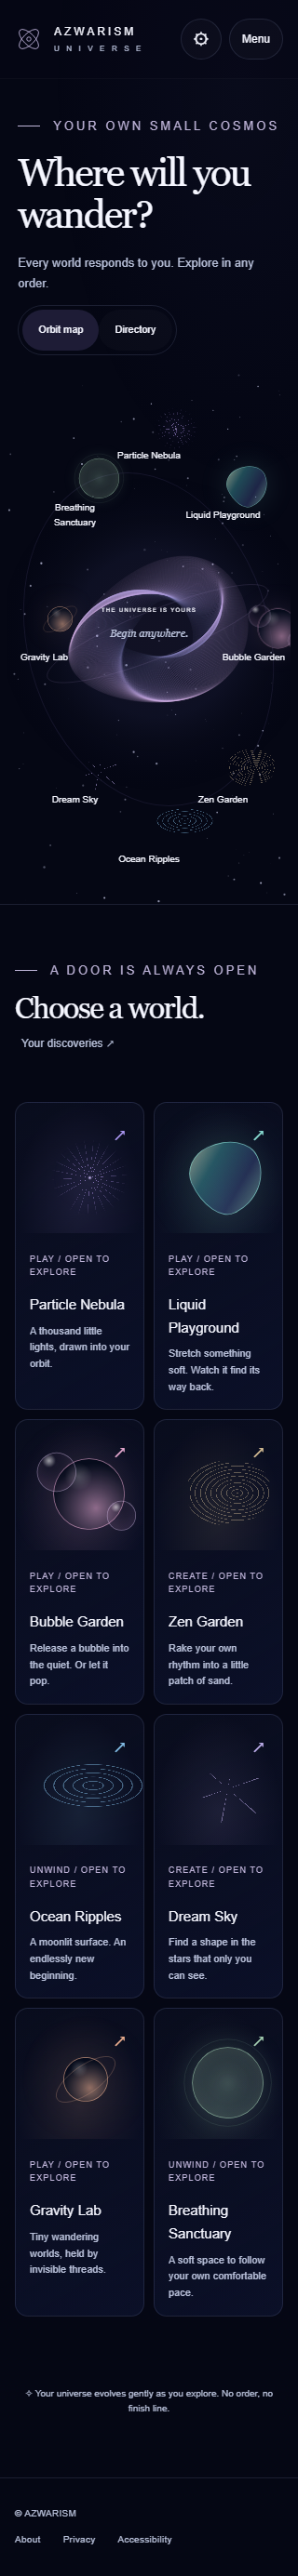 AZWARISM
UNIVERSE
Menu
YOUR OWN SMALL COSMOS
Where will you
wander?
Every world responds to you. Explore in any
order.
Orbit map
Directory
Particle Nebula
Breathing
Sanctuary
Liquid Playground
THE UNIVERSE IS YOURS
Begin anywhere.
Gravity Lab
Bubble Garden
Dream Sky
Zen Garden
Ocean Ripples
A DOOR IS ALWAYS OPEN
Choose a world.
Your discoveries ↗
↗
PLAY / OPEN TO
EXPLORE
Particle Nebula
A thousand little
lights, drawn into your
orbit.
↗
PLAY / OPEN TO
EXPLORE
Liquid
Playground
Stretch something
soft. Watch it find its
way back.
↗
PLAY / OPEN TO
EXPLORE
Bubble Garden
Release a bubble into
the quiet. Or let it
pop.
↗
CREATE / OPEN TO
EXPLORE
Zen Garden
Rake your own
rhythm into a little
patch of sand.
↗
UNWIND / OPEN TO
EXPLORE
Ocean Ripples
A moonlit surface. An
endlessly new
beginning.
↗
CREATE / OPEN TO
EXPLORE
Dream Sky
Find a shape in the
stars that only you
can see.
↗
PLAY / OPEN TO
EXPLORE
Gravity Lab
Tiny wandering
worlds, held by
invisible threads.
↗
UNWIND / OPEN TO
EXPLORE
Breathing
Sanctuary
A soft space to follow
your own comfortable
pace.
✧ Your universe evolves gently as you explore. No order, no
finish line.
© AZWARISM
About
Privacy
Accessibility